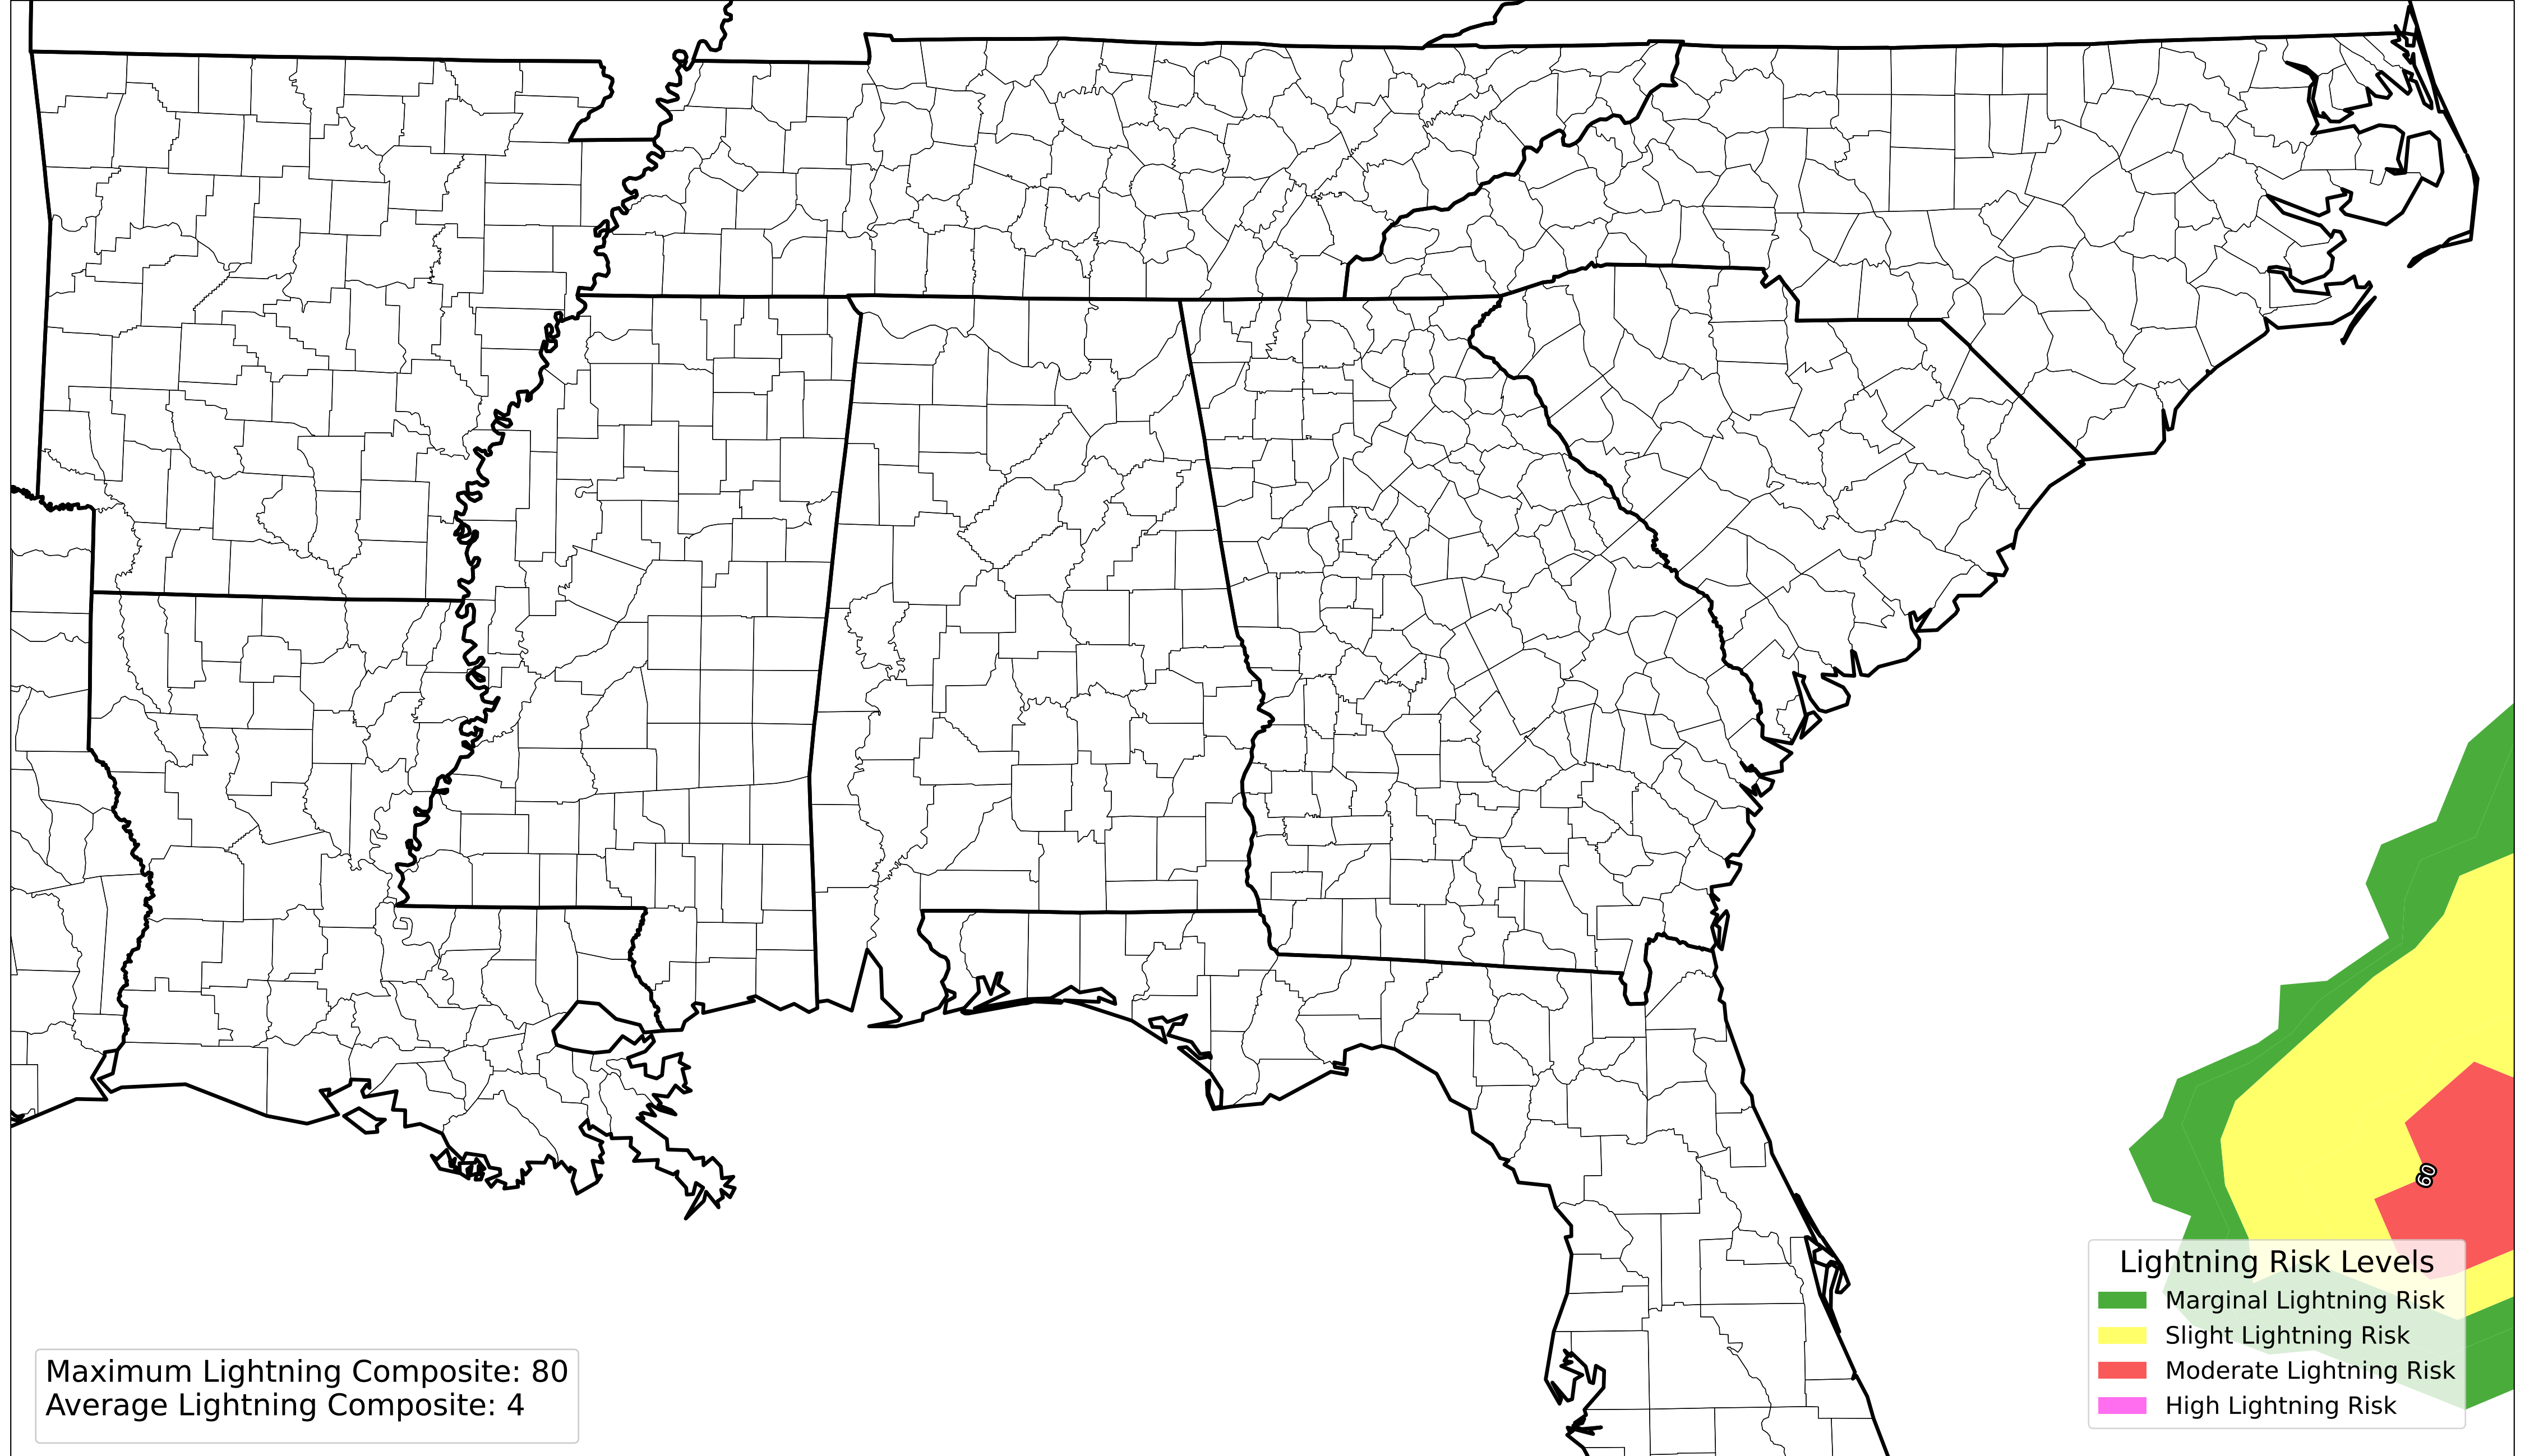 60
Lightning Risk Levels
Marginal Lightning Risk
Slight Lightning Risk
Moderate Lightning Risk
High Lightning Risk
Maximum Lightning Composite: 80
Average Lightning Composite: 4